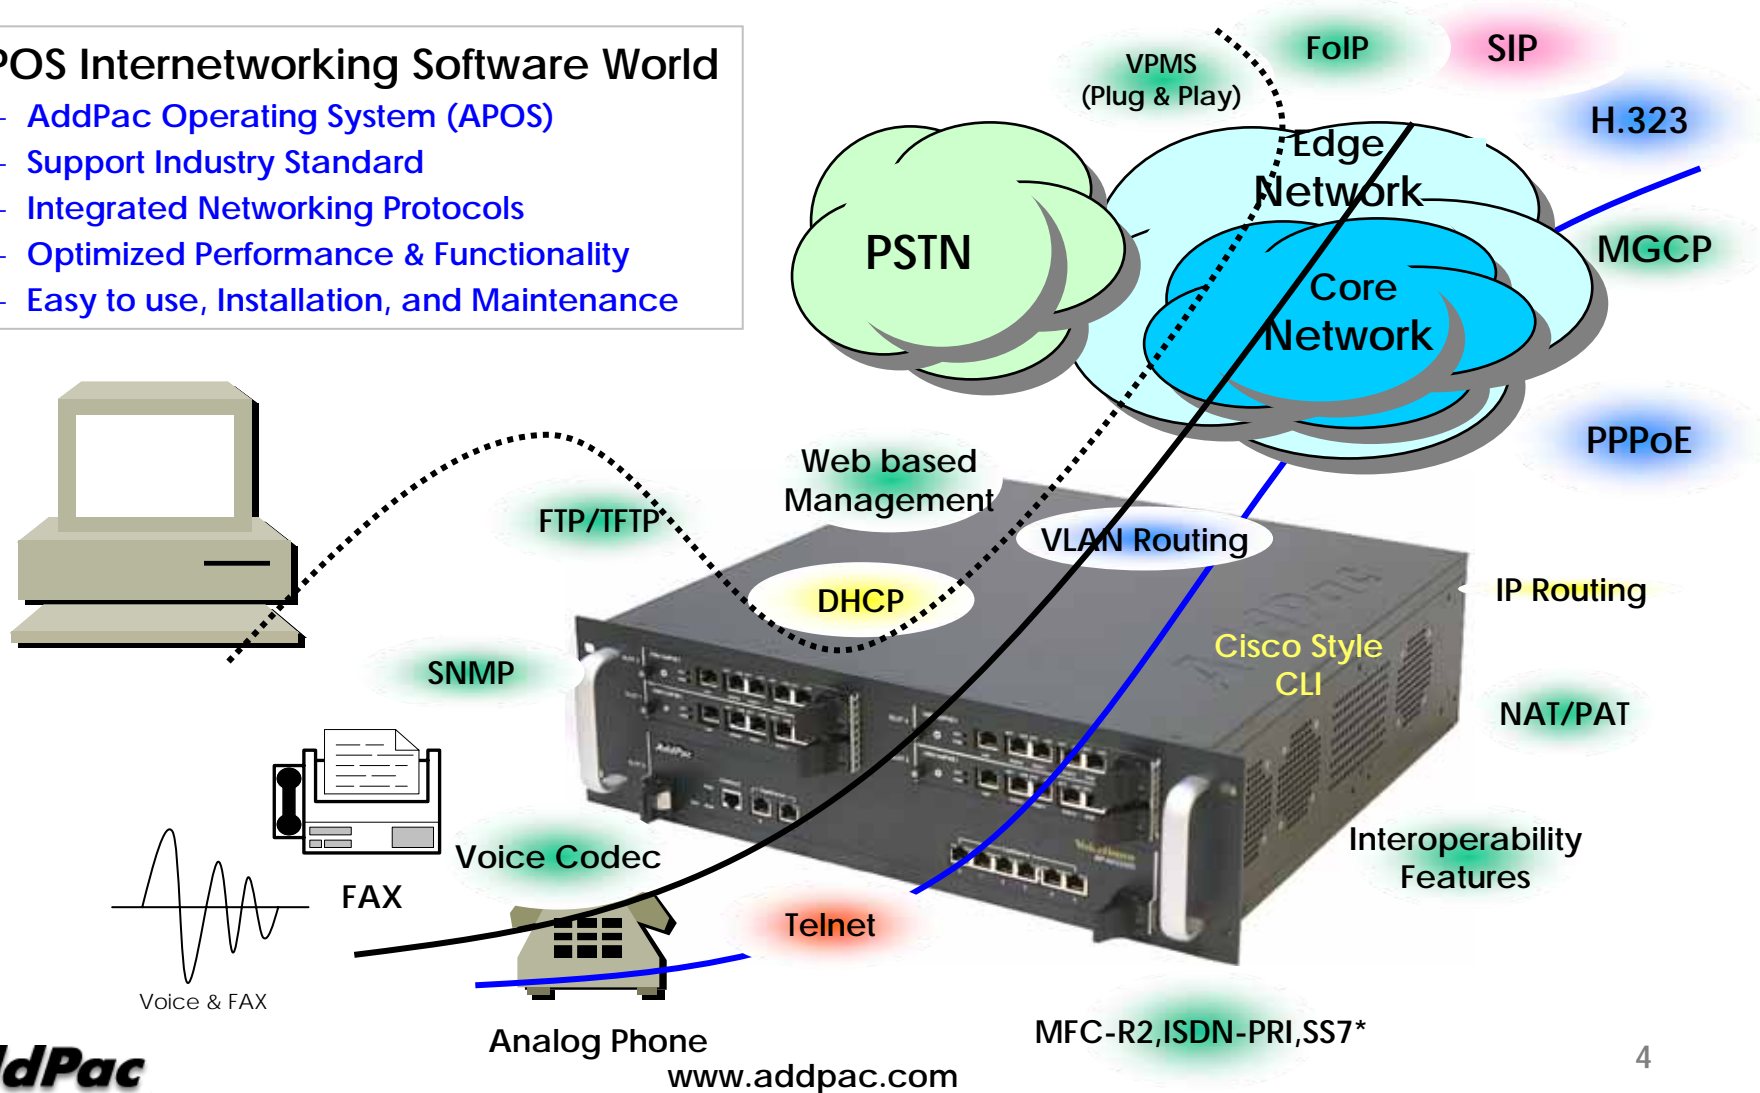 POS Internetworking Software World
- AddPac Operating System (APOS)
- Support Industry Standard
- Integrated Networking Protocols
- Optimized Performance & Functionality
- Easy to use, Installation, and Maintenance
VPMS
(Plug & Play)
FoIP
SIP
H.323
MGCP
PPPoE
PSTN
Edge
Network
Core
Network
Web based
Management
FTP/TFTP
VLAN Routing
DHCP
IP Routing
Cisco Style
CLI
SNMP
NAT/PAT
AddPac
Interoperability
Features
Voice Codec
FAX
Telnet
Voice & FAX
Analog Phone
MFC-R2,ISDN-PRI,SS7*
dPac
www.addpac.com
4